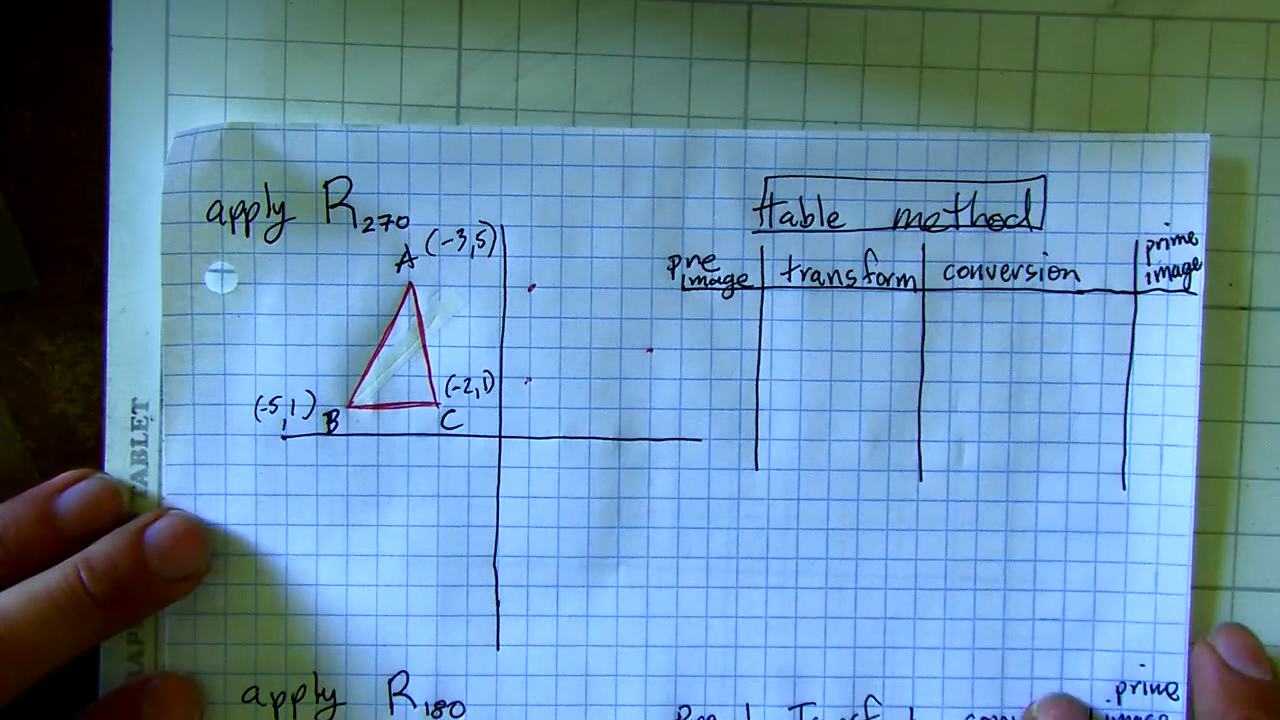 apply R270
A (-3,5)
(-5,1) B
(-2,1)
C
table method
pre image
transform
conversion
prime image
TABLET
apply R180
prime